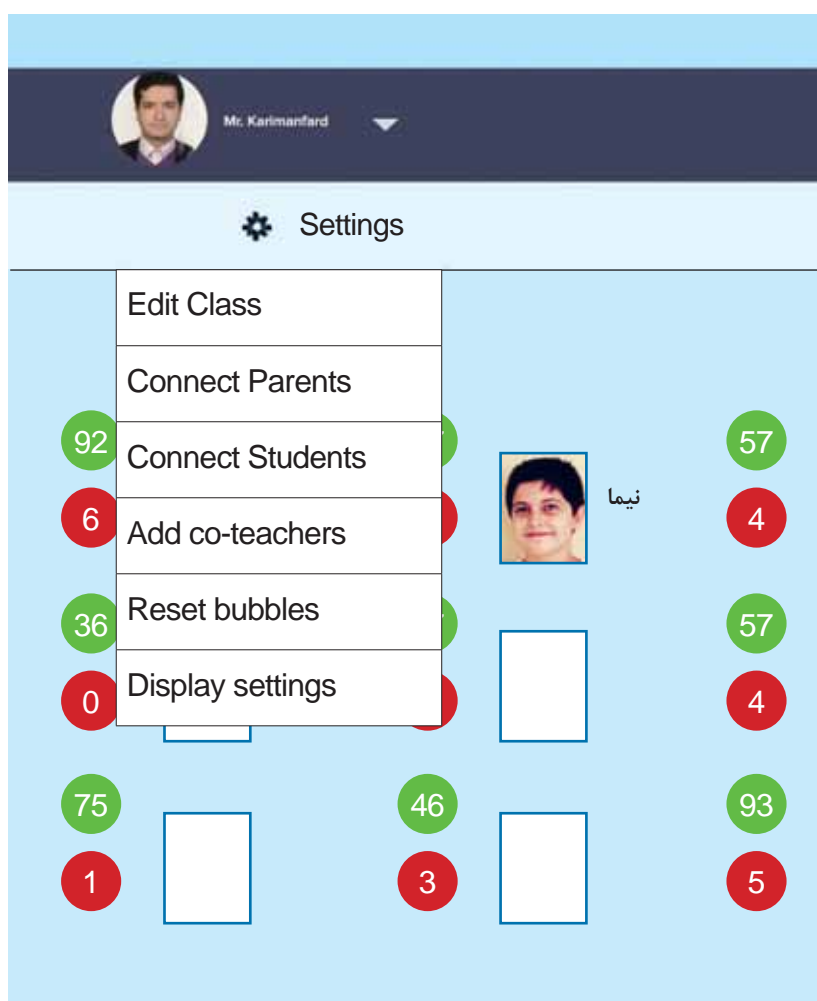 Mr. Karimanfard
Settings
Edit Class
Connect Parents
92 57
Connect Students
نیما
6 4
Add co-teachers
36 57
Reset bubbles
0 4
Display settings
75 46 93
1 3 5